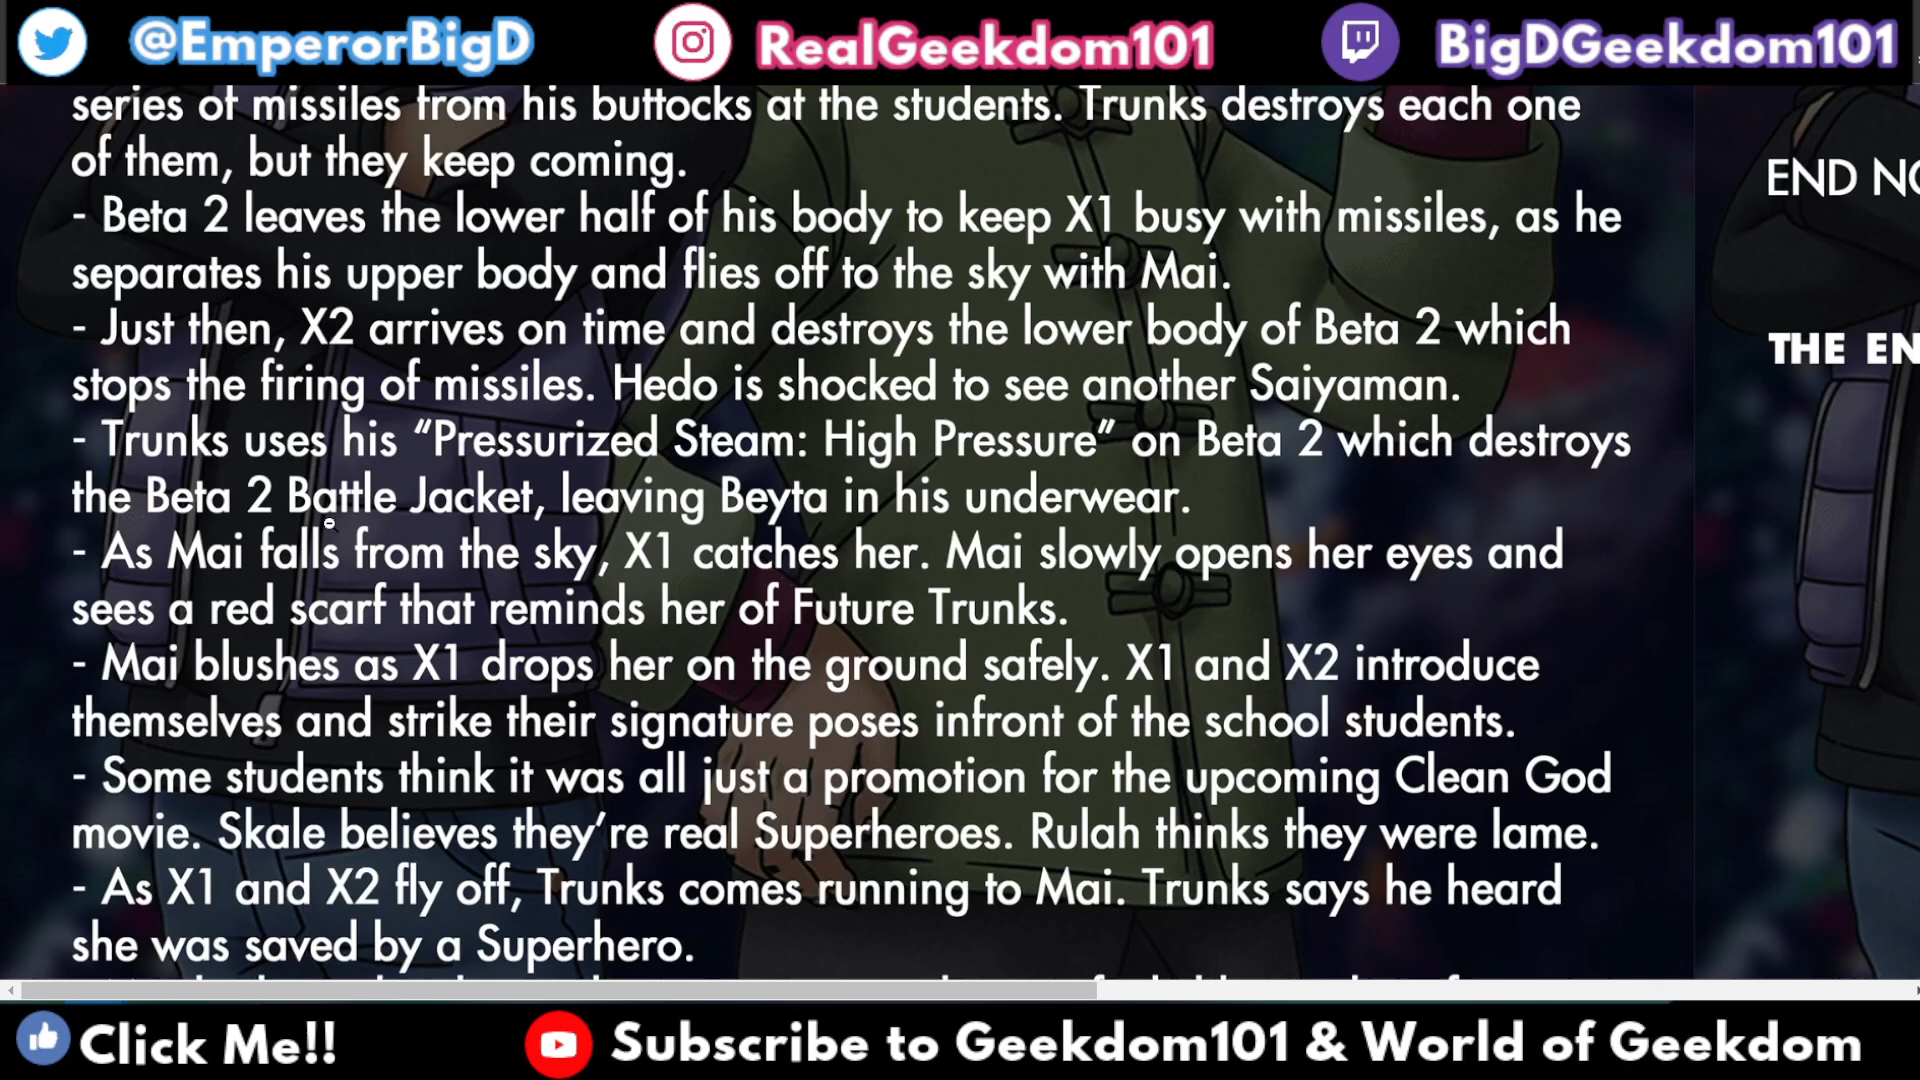 @EmperorBigD RealGeekdom101 BigDGeekdom101
series of missiles from his buttocks at the students. Trunks destroys each one
of them, but they keep coming.
- Beta 2 leaves the lower half of his body to keep X1 busy with missiles, as he
separates his upper body and flies off to the sky with Mai.
- Just then, X2 arrives on time and destroys the lower body of Beta 2 which
stops the firing of missiles. Hedo is shocked to see another Saiyaman.
- Trunks uses his “Pressurized Steam: High Pressure” on Beta 2 which destroys
the Beta 2 Battle Jacket, leaving Beyta in his underwear.
- As Mai falls from the sky, X1 catches her. Mai slowly opens her eyes and
sees a red scarf that reminds her of Future Trunks.
- Mai blushes as X1 drops her on the ground safely. X1 and X2 introduce
themselves and strike their signature poses infront of the school students.
- Some students think it was all just a promotion for the upcoming Clean God
movie. Skale believes they’re real Superheroes. Rulah thinks they were lame.
- As X1 and X2 fly off, Trunks comes running to Mai. Trunks says he heard
she was saved by a Superhero.
END
THE
Click Me!! Subscribe to Geekdom101 & World of Geekdom